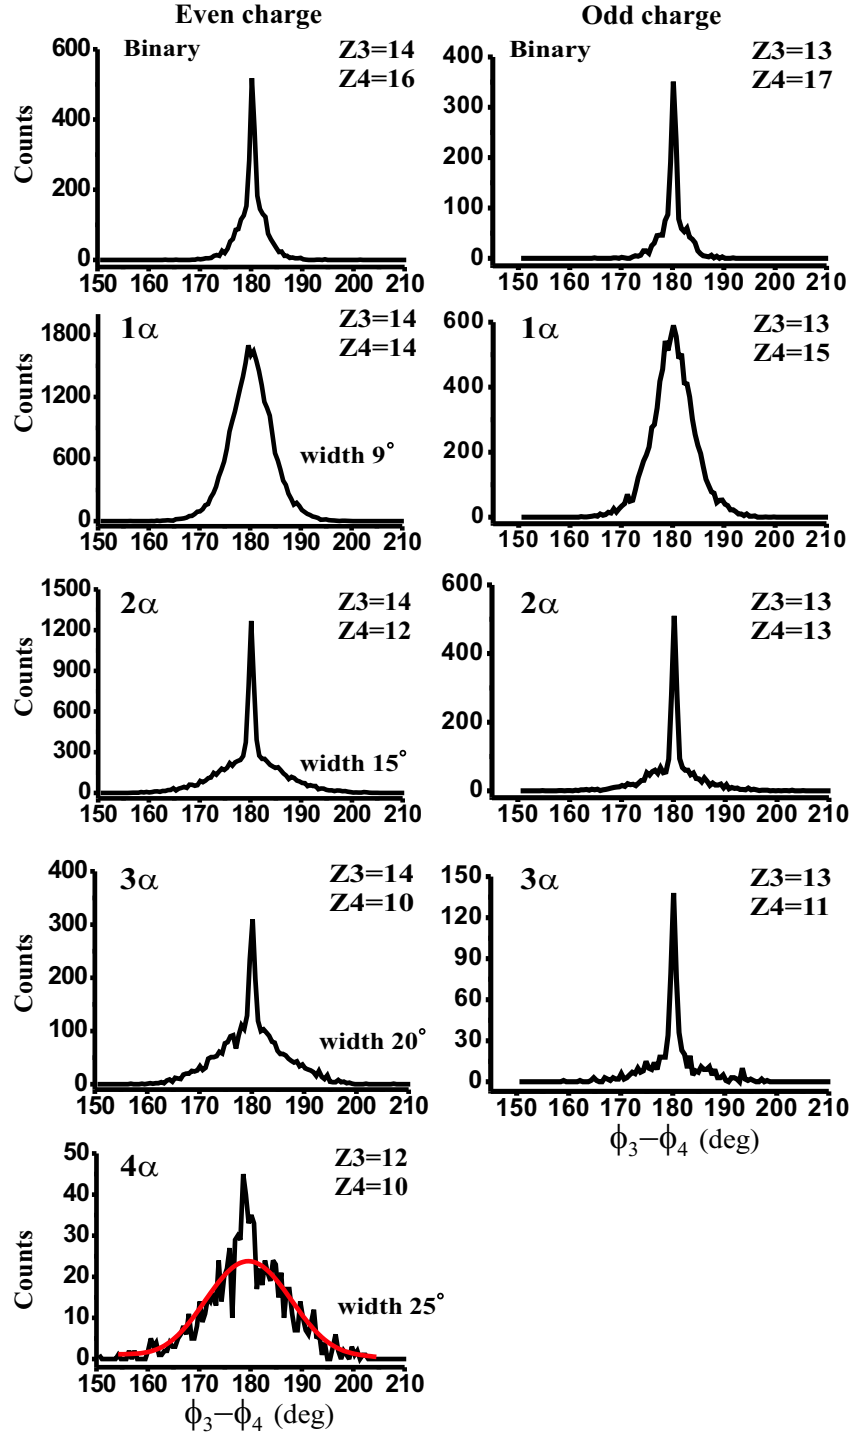 Even charge
Odd charge
Binary
Z3=14
Z4=16
Counts
600
400
200
0
150 160 170 180 190 200 210
Binary
Z3=13
Z4=17
400
300
200
100
0
150 160 170 180 190 200 210
1α
Z3=14
Z4=14
Counts
1800
1200
600
0
width 9°
150 160 170 180 190 200 210
1α
Z3=13
Z4=15
600
400
200
0
150 160 170 180 190 200 210
2α
Z3=14
Z4=12
Counts
1500
1200
900
600
300
0
width 15°
150 160 170 180 190 200 210
2α
Z3=13
Z4=13
600
400
200
0
150 160 170 180 190 200 210
3α
Z3=14
Z4=10
Counts
400
300
200
100
0
width 20°
150 160 170 180 190 200 210
3α
Z3=13
Z4=11
150
120
90
60
30
0
150 160 170 180 190 200 210
ϕ₃−ϕ₄ (deg)
4α
Z3=12
Z4=10
Counts
50
40
30
20
10
0
width 25°
150 160 170 180 190 200 210
ϕ₃−ϕ₄ (deg)